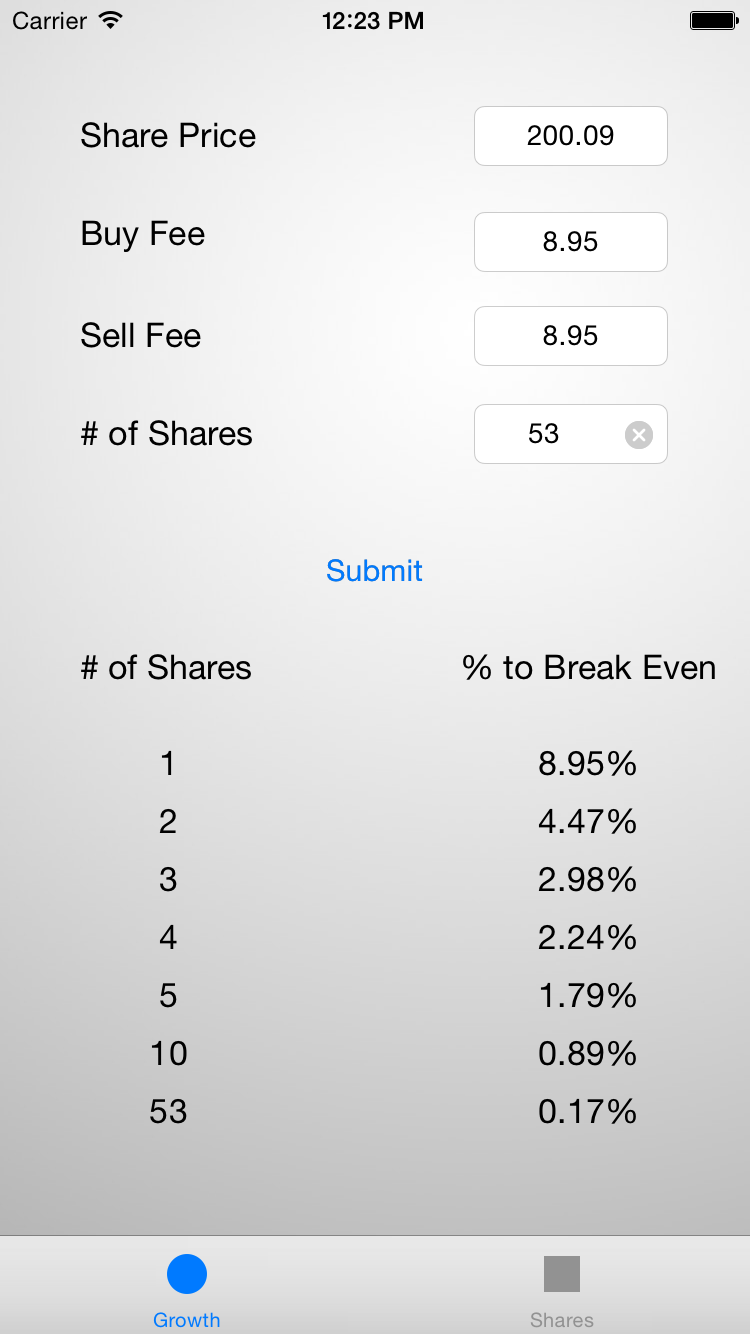 Carrier 12:23 PM
Share Price 200.09
Buy Fee 8.95
Sell Fee 8.95
# of Shares 53
Submit
# of Shares % to Break Even
1 8.95%
2 4.47%
3 2.98%
4 2.24%
5 1.79%
10 0.89%
53 0.17%
Growth Shares